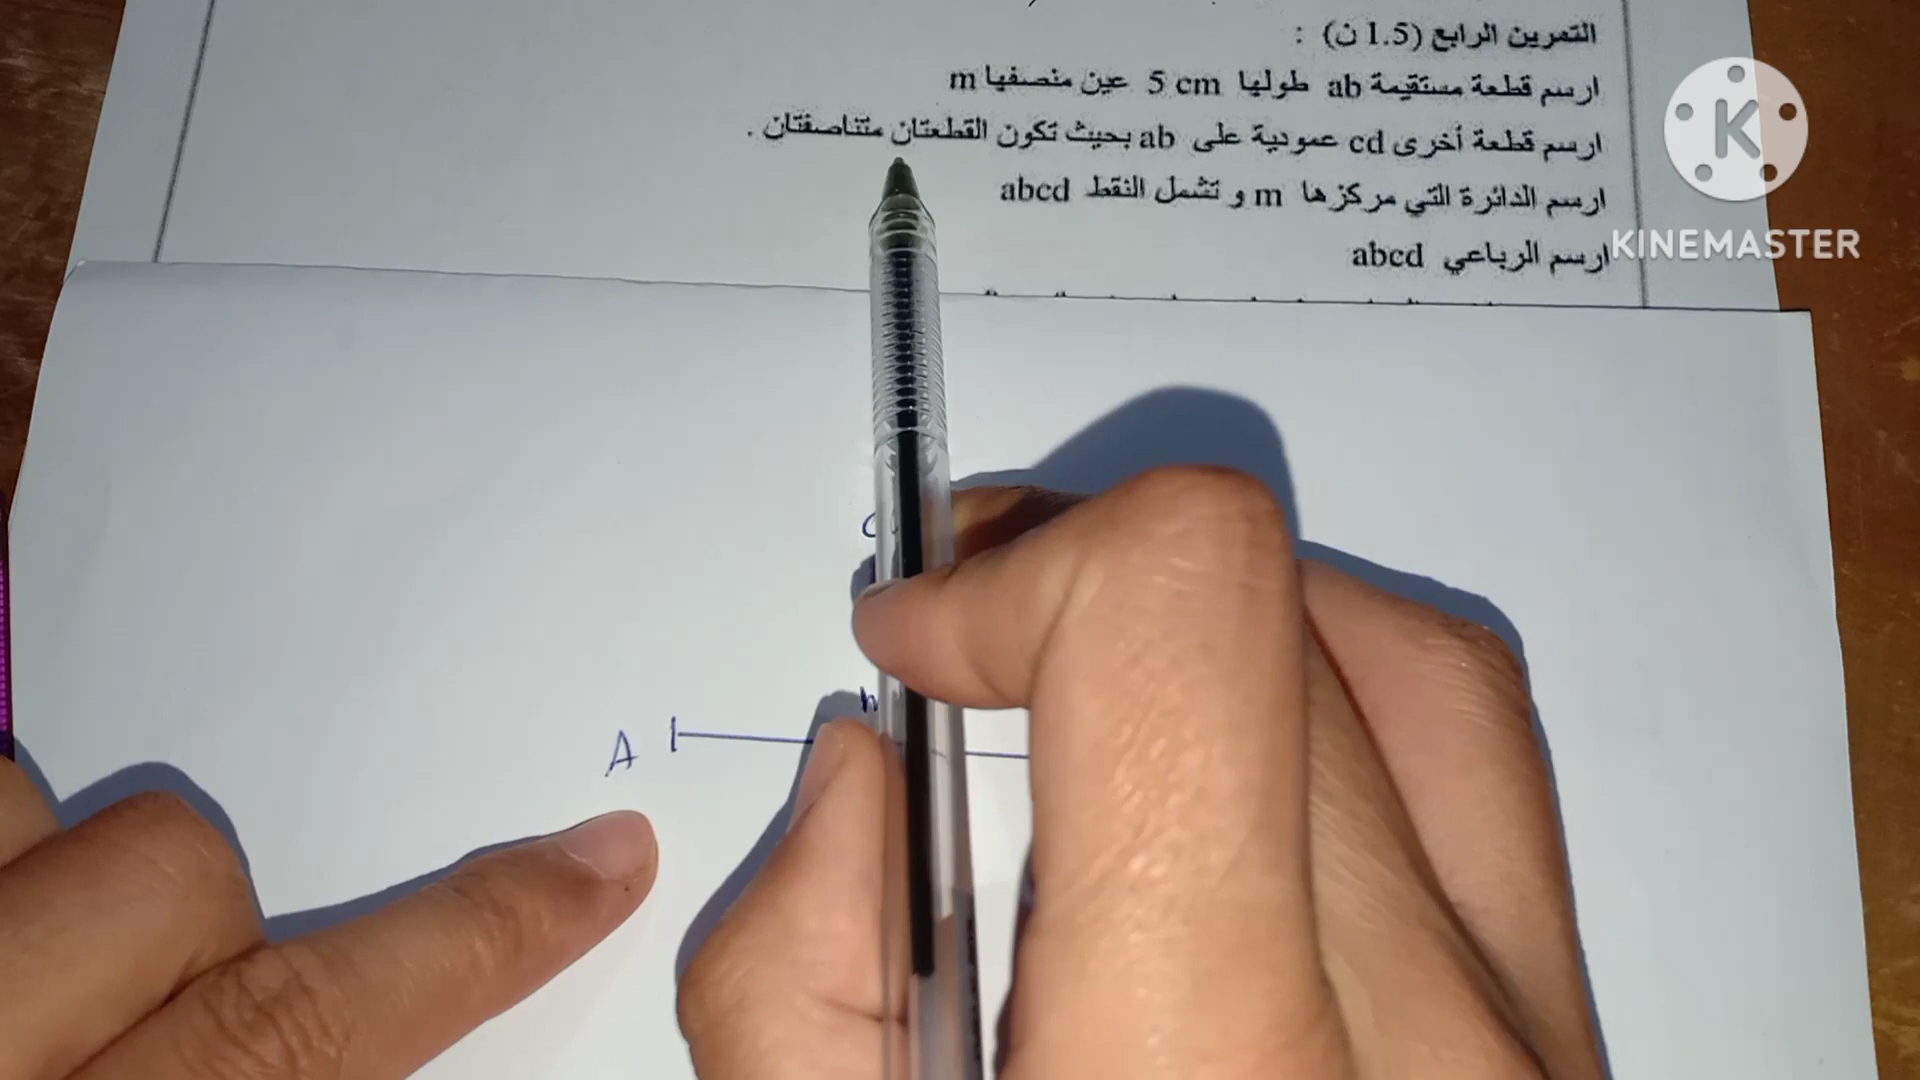 التمرين الرابع (1.5 ن) :
ارسم قطعة مستقيمة ab طولها 5 cm عين منصفها m
ارسم قطعة أخرى cd عمودية على ab بحيث تكون القطعتان متناصفتان .
ارسم الدائرة التي مركزها m و تشمل النقط abcd
ارسم الرباعي abcd
K
KINEMASTER
A